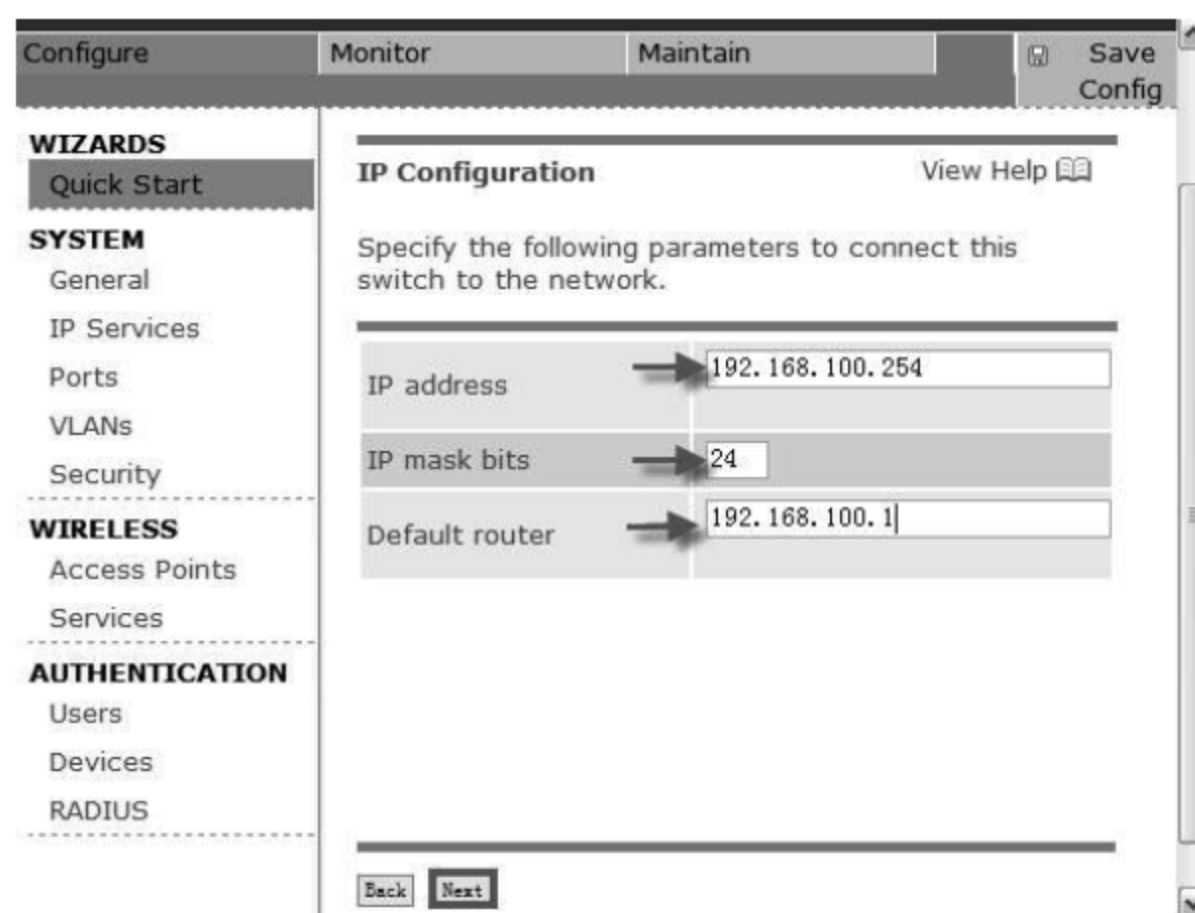 Configure
Monitor
Maintain
Save
Config
WIZARDS
Quick Start
SYSTEM
General
IP Services
Ports
VLANs
Security
WIRELESS
Access Points
Services
AUTHENTICATION
Users
Devices
RADIUS
IP Configuration
View Help
Specify the following parameters to connect this
switch to the network.
IP address 192.168.100.254
IP mask bits 24
Default router 192.168.100.1
Back Next